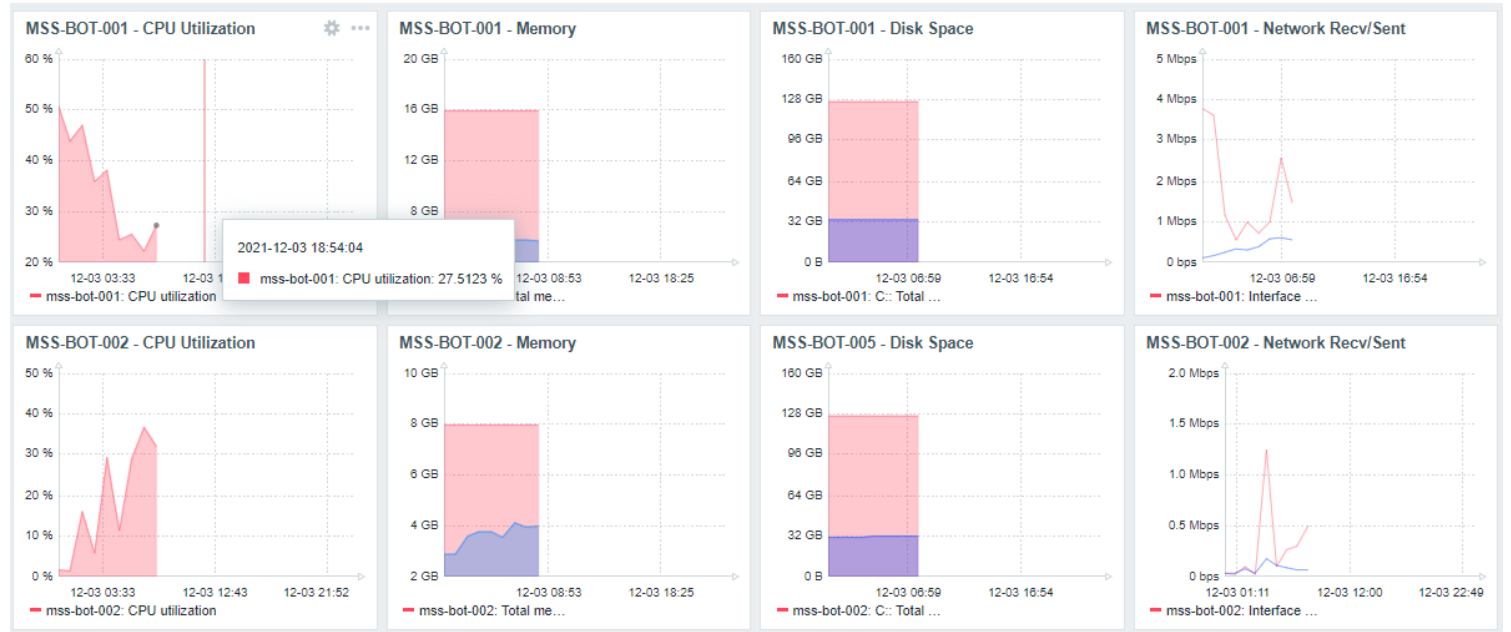 MSS-BOT-001 - CPU Utilization
60 %
50 %
40 %
30 %
20 %
12-03 03:33
12-03 1
mss-bot-001: CPU utilization
2021-12-03 18:54:04
mss-bot-001: CPU utilization: 27.5123 %
MSS-BOT-001 - Memory
20 GB
16 GB
12 GB
8 GB
12-03 08:53 12-03 18:25
tal me…
MSS-BOT-001 - Disk Space
160 GB
128 GB
96 GB
64 GB
32 GB
0 B
12-03 06:59 12-03 16:54
mss-bot-001: C:: Total …
MSS-BOT-001 - Network Recv/Sent
5 Mbps
4 Mbps
3 Mbps
2 Mbps
1 Mbps
0 bps
12-03 06:59 12-03 16:54
mss-bot-001: Interface …
MSS-BOT-002 - CPU Utilization
50 %
40 %
30 %
20 %
10 %
0 %
12-03 03:33 12-03 12:43 12-03 21:52
mss-bot-002: CPU utilization
MSS-BOT-002 - Memory
10 GB
8 GB
6 GB
4 GB
2 GB
12-03 08:53 12-03 18:25
mss-bot-002: Total me…
MSS-BOT-005 - Disk Space
160 GB
128 GB
96 GB
64 GB
32 GB
0 B
12-03 06:59 12-03 16:54
mss-bot-002: C:: Total …
MSS-BOT-002 - Network Recv/Sent
2.0 Mbps
1.5 Mbps
1.0 Mbps
0.5 Mbps
0 bps
12-03 01:11 12-03 12:00 12-03 22:49
mss-bot-002: Interface …